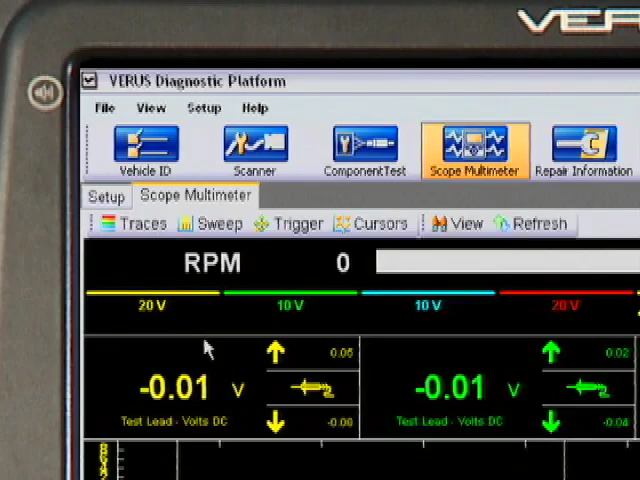 VERUS Diagnostic Platform
File View Setup Help
Vehicle ID Scanner ComponentTest Scope Multimeter Repair Information
Setup Scope Multimeter
Traces Sweep Trigger Cursors View Refresh
RPM 0
20 V 10 V 10 V 20 V
-0.01 V 0.05 -0.01 V 0.02
Test Lead - Volts DC Test Lead - Volts DC -0.04